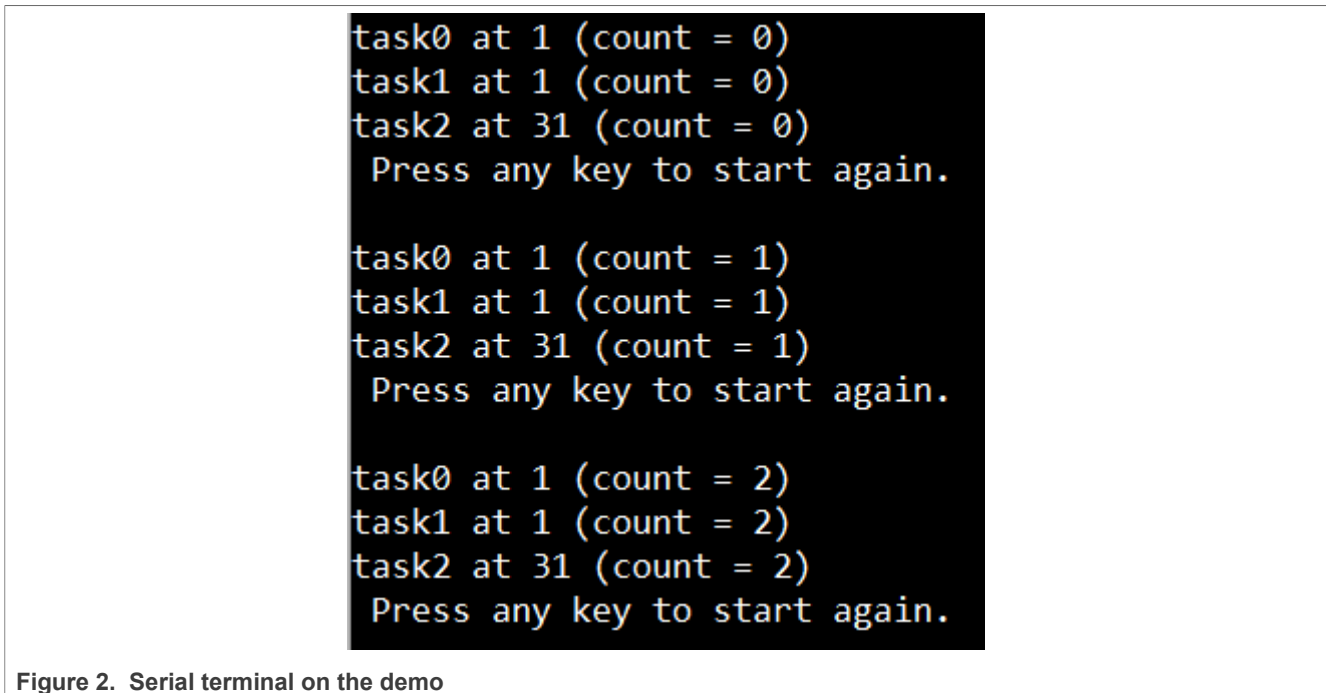 task0 at 1 (count = 0)
task1 at 1 (count = 0)
task2 at 31 (count = 0)
Press any key to start again.
task0 at 1 (count = 1)
task1 at 1 (count = 1)
task2 at 31 (count = 1)
Press any key to start again.
task0 at 1 (count = 2)
task1 at 1 (count = 2)
task2 at 31 (count = 2)
Press any key to start again.
Figure 2. Serial terminal on the demo